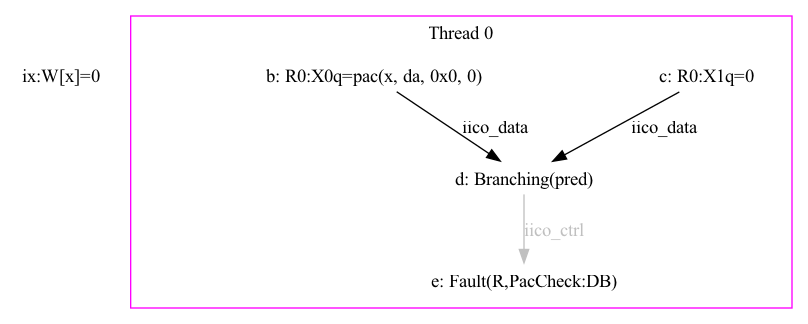 Thread 0
ix:W[x]=0
b: R0:X0q=pac(x, da, 0x0, 0)
c: R0:X1q=0
iico_data
iico_data
d: Branching(pred)
iico_ctrl
e: Fault(R,PacCheck:DB)